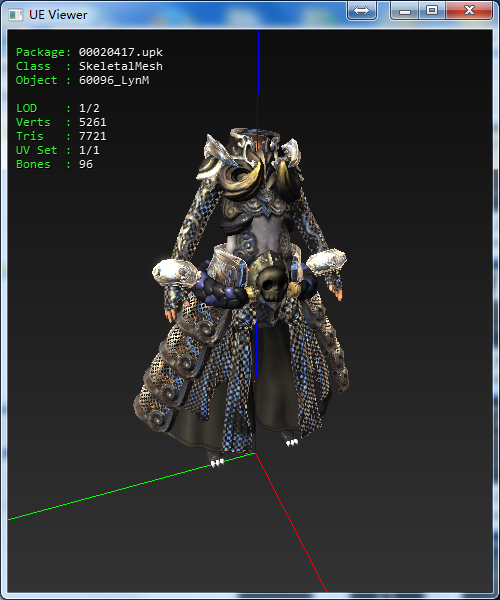 UE Viewer
Package: 00020417.upk
Class : SkeletalMesh
Object : 60096_LynM
LOD : 1/2
Verts : 5261
Tris : 7721
UV Set : 1/1
Bones : 96